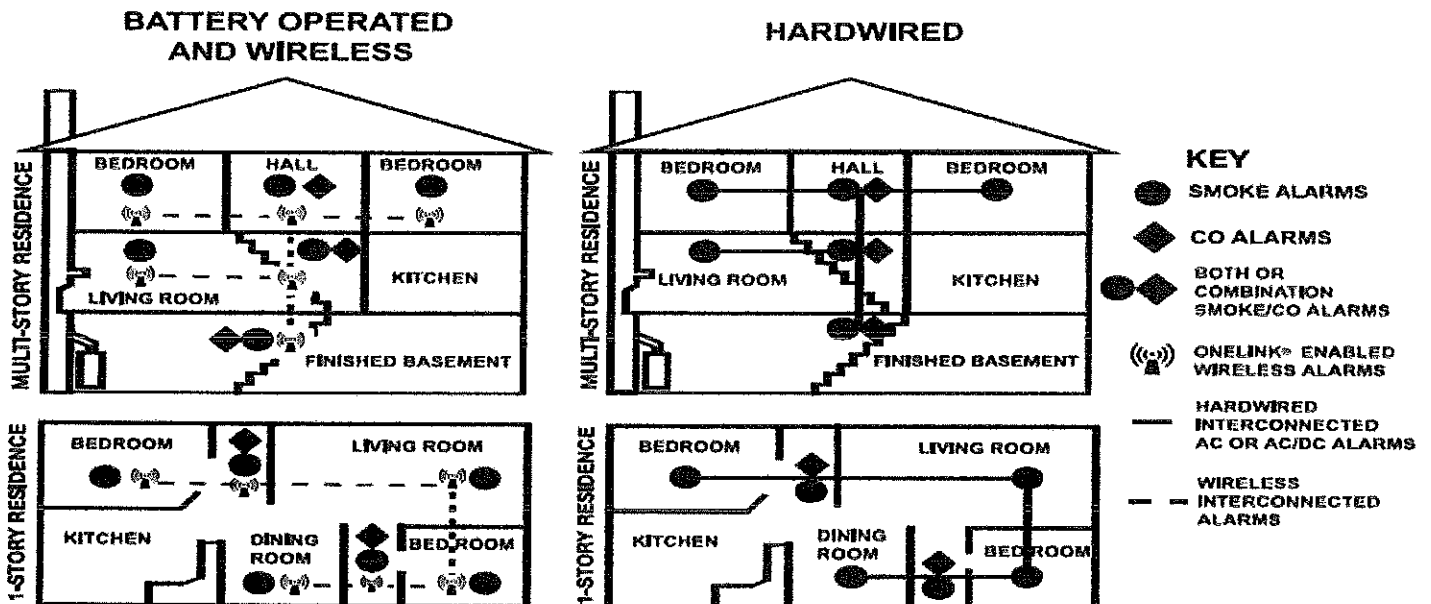 BATTERY OPERATED
AND WIRELESS
HARDWIRED
MULTI-STORY RESIDENCE
BEDROOM
HALL
BEDROOM
LIVING ROOM
KITCHEN
FINISHED BASEMENT
MULTI-STORY RESIDENCE
BEDROOM
HALL
BEDROOM
LIVING ROOM
KITCHEN
FINISHED BASEMENT
KEY
SMOKE ALARMS
CO ALARMS
BOTH OR
COMBINATION
SMOKE/CO ALARMS
ONELINK® ENABLED
WIRELESS ALARMS
HARDWIRED
INTERCONNECTED
AC OR AC/DC ALARMS
WIRELESS
INTERCONNECTED
ALARMS
1-STORY RESIDENCE
BEDROOM
LIVING ROOM
KITCHEN
DINING
ROOM
BEDROOM
1-STORY RESIDENCE
BEDROOM
LIVING ROOM
KITCHEN
DINING
ROOM
BEDROOM